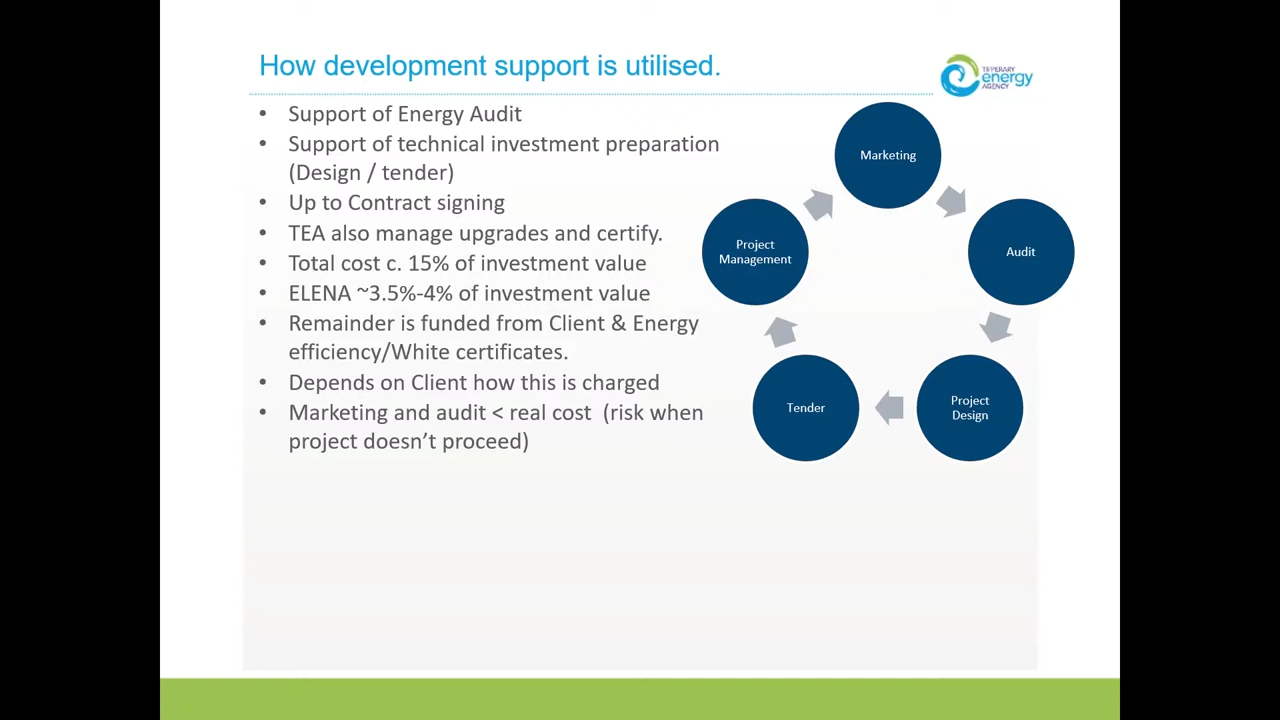 How development support is utilised.
TIPPERARY
energy
AGENCY
• Support of Energy Audit
• Support of technical investment preparation
(Design / tender)
• Up to Contract signing
• TEA also manage upgrades and certify.
• Total cost c. 15% of investment value
• ELENA ~3.5%-4% of investment value
• Remainder is funded from Client & Energy
efficiency/White certificates.
• Depends on Client how this is charged
• Marketing and audit < real cost  (risk when
project doesn’t proceed)
Marketing
Audit
Project
Design
Tender
Project
Management